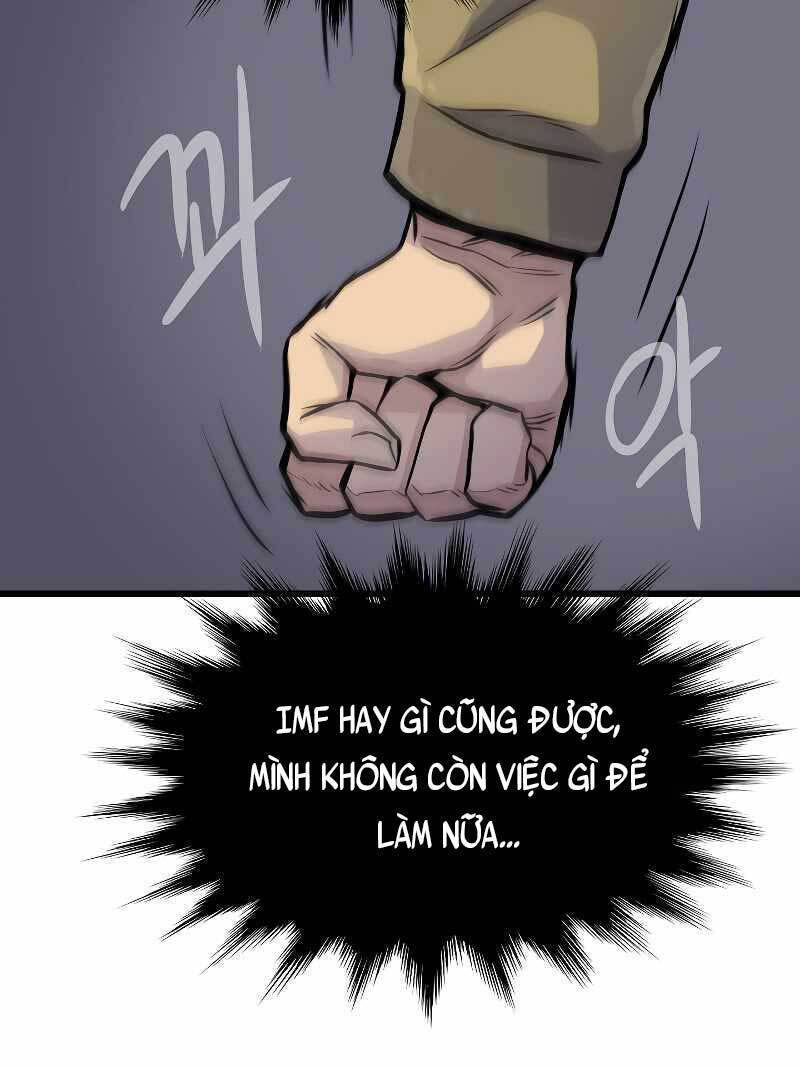 꽈
악
IMF HAY GÌ CŨNG ĐƯỢC,
MÌNH KHÔNG CÒN VIỆC GÌ ĐỂ
LÀM NỮA...